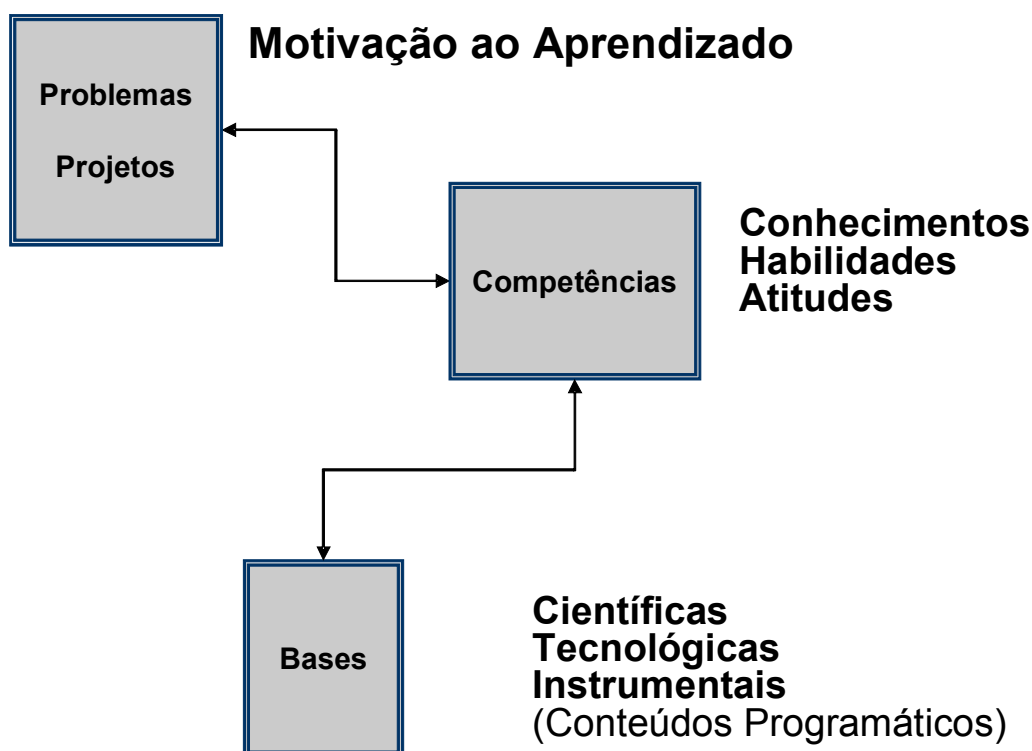 Motivação ao Aprendizado
Problemas
Projetos
Competências
Conhecimentos
Habilidades
Atitudes
Bases
Científicas
Tecnológicas
Instrumentais
(Conteúdos Programáticos)